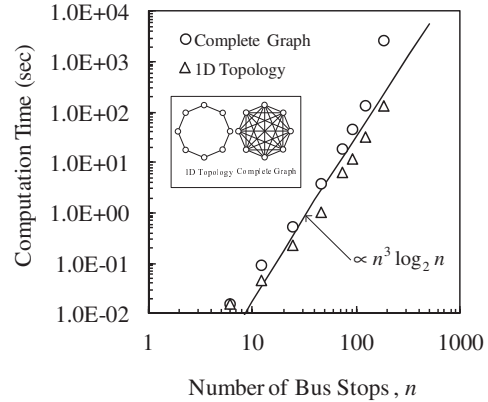 1.0E+04
1.0E+03
1.0E+02
1.0E+01
1.0E+00
1.0E-01
1.0E-02
Computation Time (sec)
Complete Graph
1D Topology
1D Topology Complete Graph
∝ n³ log₂ n
1 10 100 1000
Number of Bus Stops , n